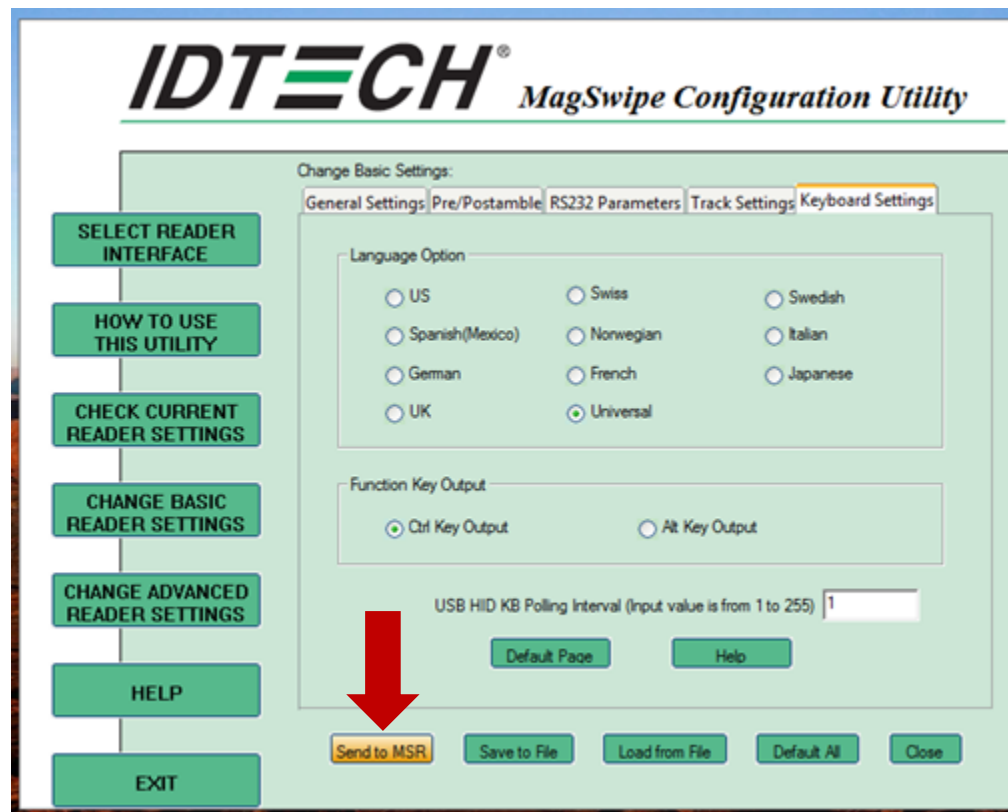 IDTECH®
MagSwipe Configuration Utility
Change Basic Settings:
General Settings Pre/Postamble RS232 Parameters Track Settings Keyboard Settings
SELECT READER
INTERFACE
HOW TO USE
THIS UTILITY
CHECK CURRENT
READER SETTINGS
CHANGE BASIC
READER SETTINGS
CHANGE ADVANCED
READER SETTINGS
HELP
EXIT
Language Option
US Swiss Swedish
Spanish(Mexico) Norwegian Italian
German French Japanese
UK Universal
Function Key Output
Ctrl Key Output Alt Key Output
USB HID KB Polling Interval (Input value is from 1 to 255) 1
Default Page Help
Send to MSR Save to File Load from File Default All Close